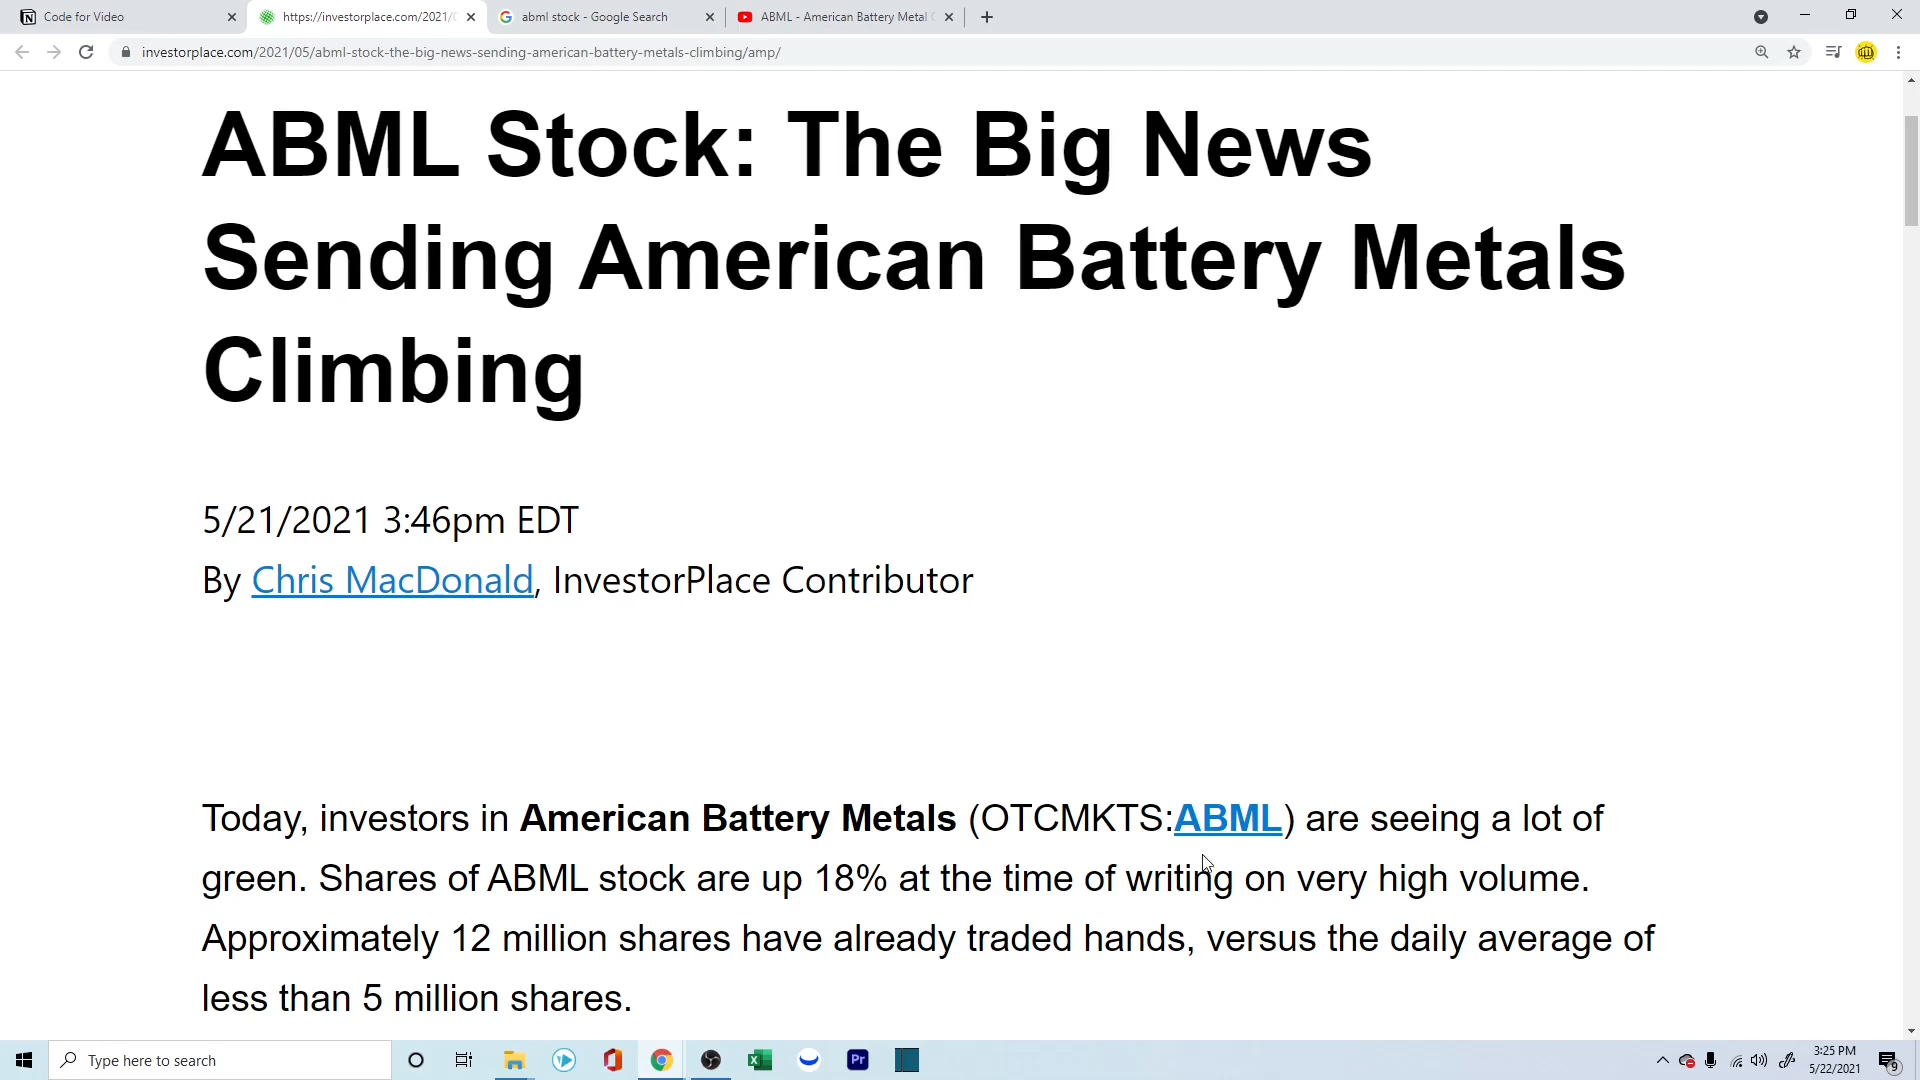 Code for Video
https://investorplace.com/2021/
abml stock - Google Search
ABML - American Battery Metal
investorplace.com/2021/05/abml-stock-the-big-news-sending-american-battery-metals-climbing/amp/
ABML Stock: The Big News
Sending American Battery Metals
Climbing
5/21/2021 3:46pm EDT
By Chris MacDonald, InvestorPlace Contributor
Today, investors in American Battery Metals (OTCMKTS:ABML) are seeing a lot of
green. Shares of ABML stock are up 18% at the time of writing on very high volume.
Approximately 12 million shares have already traded hands, versus the daily average of
less than 5 million shares.
Type here to search
Pr
3:25 PM
5/22/2021
9